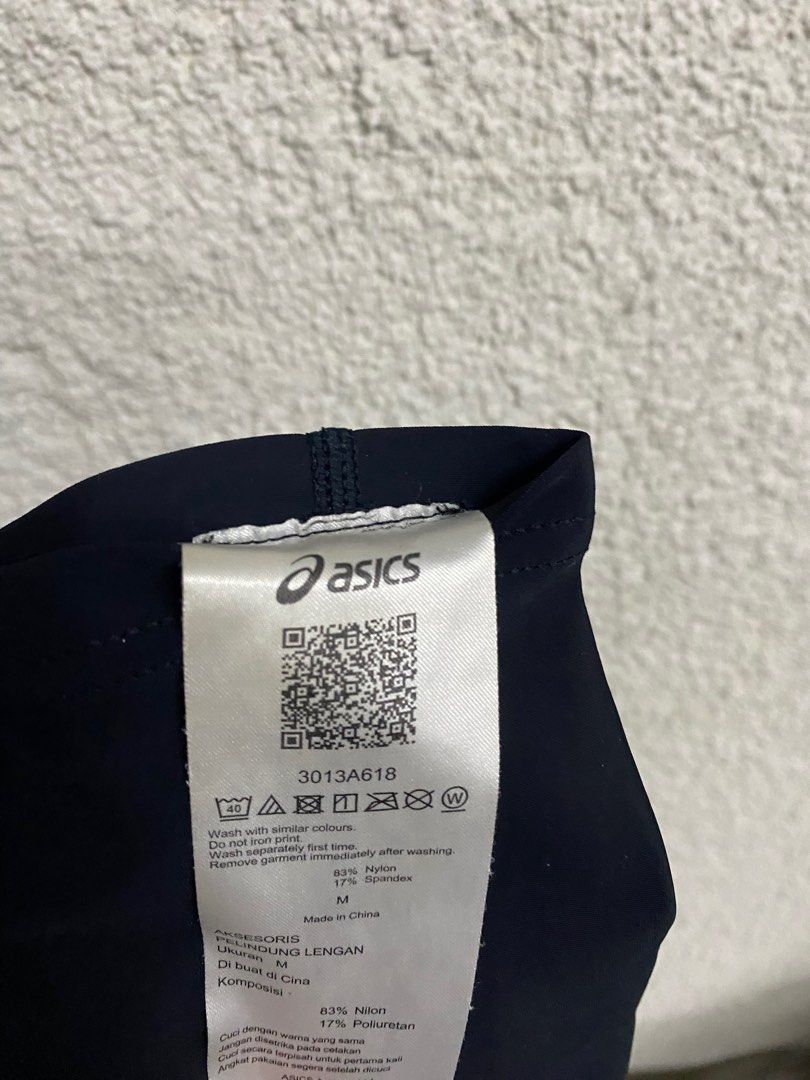 asics
3013A618
40 W
Wash with similar colours.
Do not iron print.
Wash separately first time.
Remove garment immediately after washing.
83% Nylon
17% Spandex
M
Made in China
AKSESORIS
PELINDUNG LENGAN
Ukuran M
Di buat di Cina
Komposisi :
83% Nilon
17% Poliuretan
Cuci dengan warna yang sama
Jangan disetrika pada cetakan
Cuci secara terpisah untuk pertama kali
Angkat pakaian segera setelah dicuci
ASICS